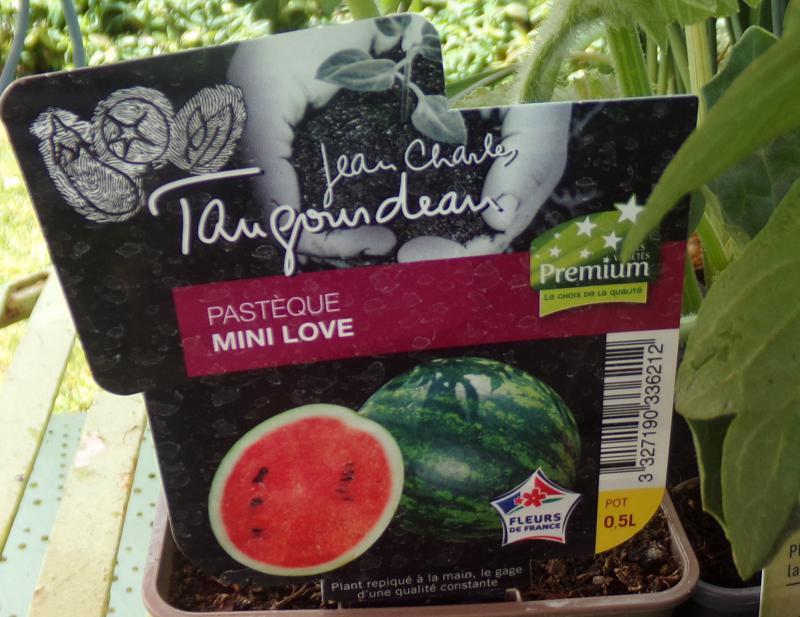 Jean Charles
Tangourdeau
Premium
LE CHOIX DE LA QUALITÉ
PASTÈQUE
MINI LOVE
3 327190 336212
FLEURS
DE FRANCE
POT
0,5L
Plant repiqué à la main, le gage
d'une qualité constante